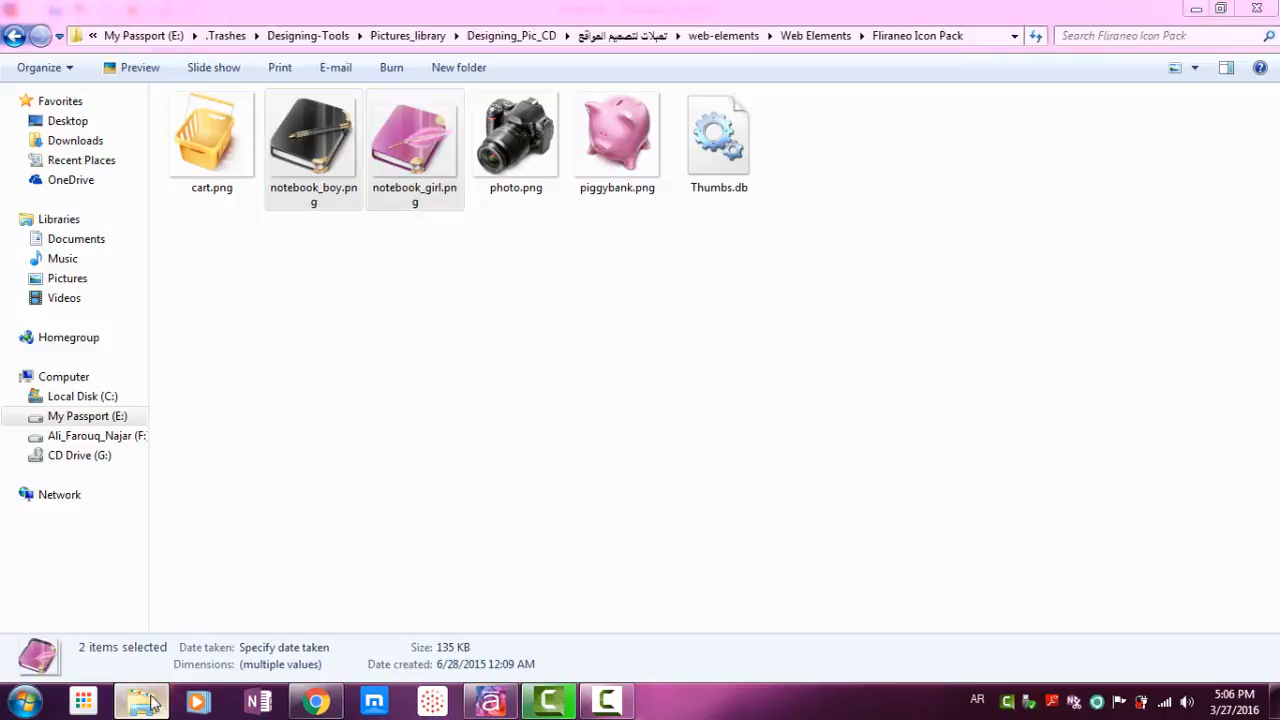 « My Passport (E:) ▸ .Trashes ▸ Designing-Tools ▸ Pictures_library ▸ Designing_Pic_CD ▸ تمبلات لتصميم المواقع ▸ web-elements ▸ Web Elements ▸ Fliraneo Icon Pack
Search Fliraneo Icon Pack
Organize Preview Slide show Print E-mail Burn New folder
Favorites
Desktop
Downloads
Recent Places
OneDrive
Libraries
Documents
Music
Pictures
Videos
Homegroup
Computer
Local Disk (C:)
My Passport (E:)
Ali_Farouq_Najar (F:
CD Drive (G:)
Network
cart.png
notebook_boy.pn
g
notebook_girl.pn
g
photo.png
piggybank.png
Thumbs.db
2 items selected Date taken: Specify date taken Size: 135 KB
Dimensions: (multiple values) Date created: 6/28/2015 12:09 AM
AR
5:06 PM
3/27/2016